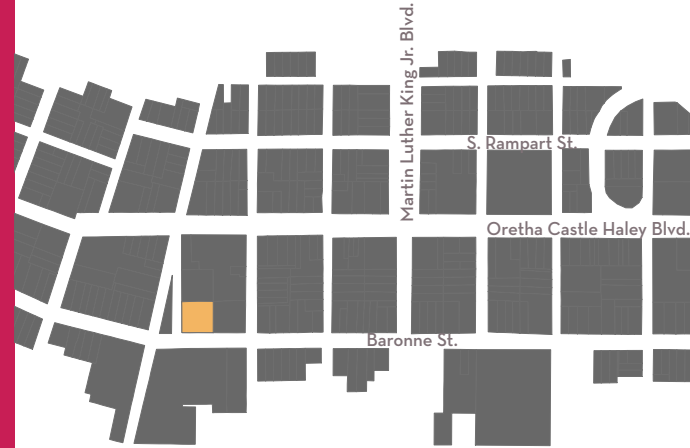 Martin Luther King Jr. Blvd.
S. Rampart St.
Oretha Castle Haley Blvd.
Baronne St.